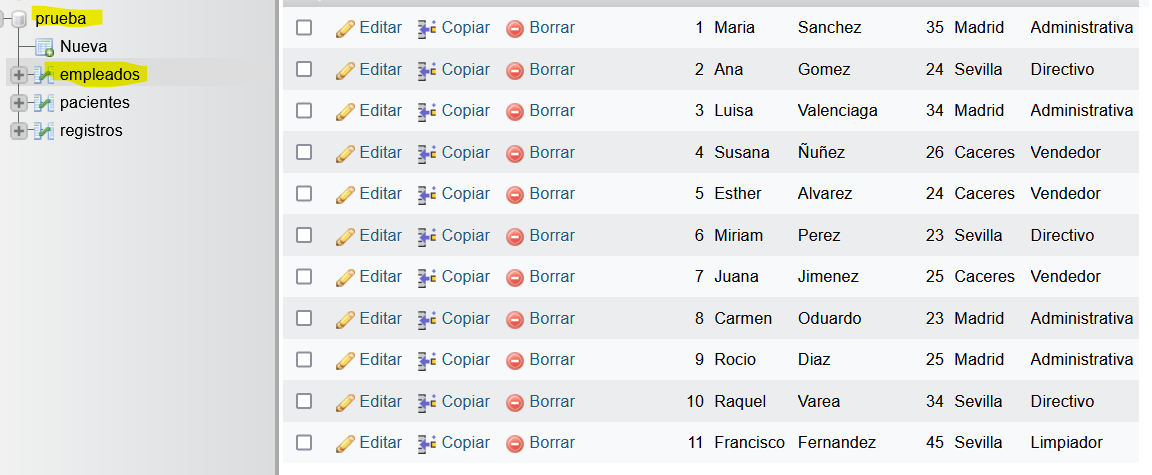 prueba
Nueva
empleados
pacientes
registros
Editar Copiar Borrar 1 Maria Sanchez 35 Madrid Administrativa
Editar Copiar Borrar 2 Ana Gomez 24 Sevilla Directivo
Editar Copiar Borrar 3 Luisa Valenciaga 34 Madrid Administrativa
Editar Copiar Borrar 4 Susana Ñuñez 26 Caceres Vendedor
Editar Copiar Borrar 5 Esther Alvarez 24 Caceres Vendedor
Editar Copiar Borrar 6 Miriam Perez 23 Sevilla Directivo
Editar Copiar Borrar 7 Juana Jimenez 25 Caceres Vendedor
Editar Copiar Borrar 8 Carmen Oduardo 23 Madrid Administrativa
Editar Copiar Borrar 9 Rocio Diaz 25 Madrid Administrativa
Editar Copiar Borrar 10 Raquel Varea 34 Sevilla Directivo
Editar Copiar Borrar 11 Francisco Fernandez 45 Sevilla Limpiador